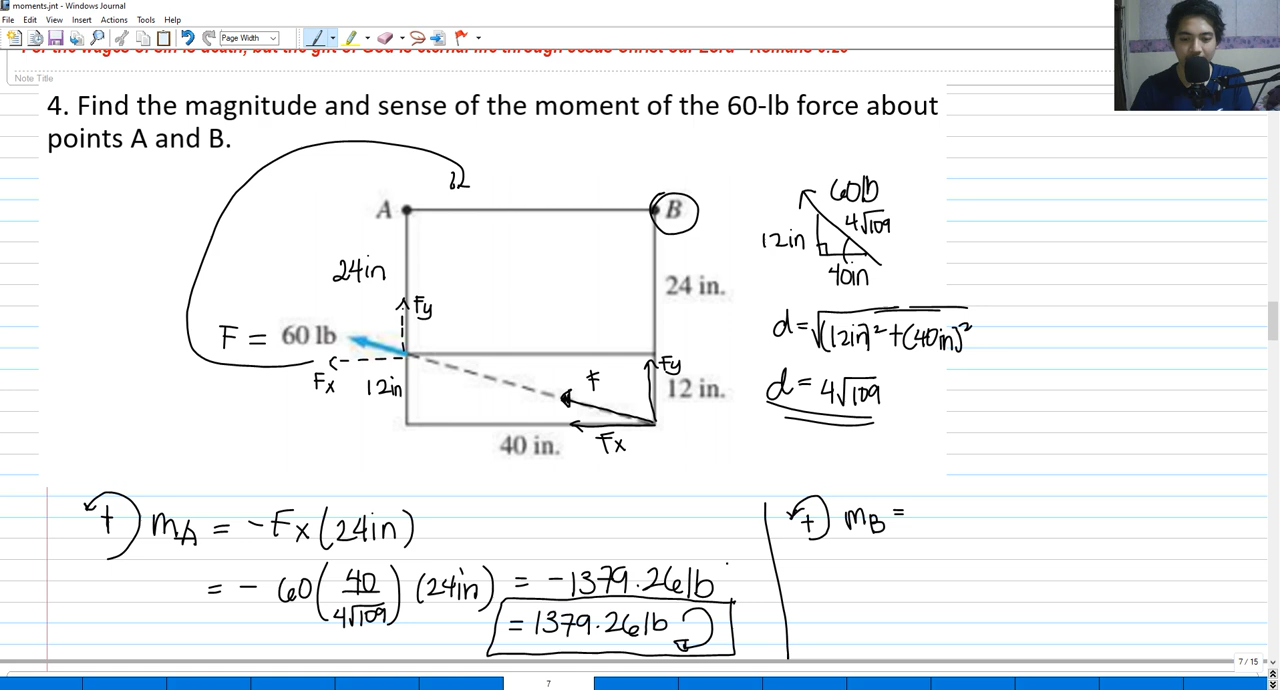 moments.jnt - Windows Journal
File Edit View Insert Actions Tools Help
Page Width
Note Title
4. Find the magnitude and sense of the moment of the 60-lb force about
points A and B.
A
B
24in
24 in.
Fy
F = 60 lb
Fx
12in
F
Fy
12 in.
40 in.
Fx
60lb
4√109
12in
40in
d=√(12in)²+(40in)²
d= 4√109
+) mA = -Fx(24in)
= - 60(40/4√109)(24in) = -1379.26lb
= 1379.26lb
+) mB =
7 / 15
7